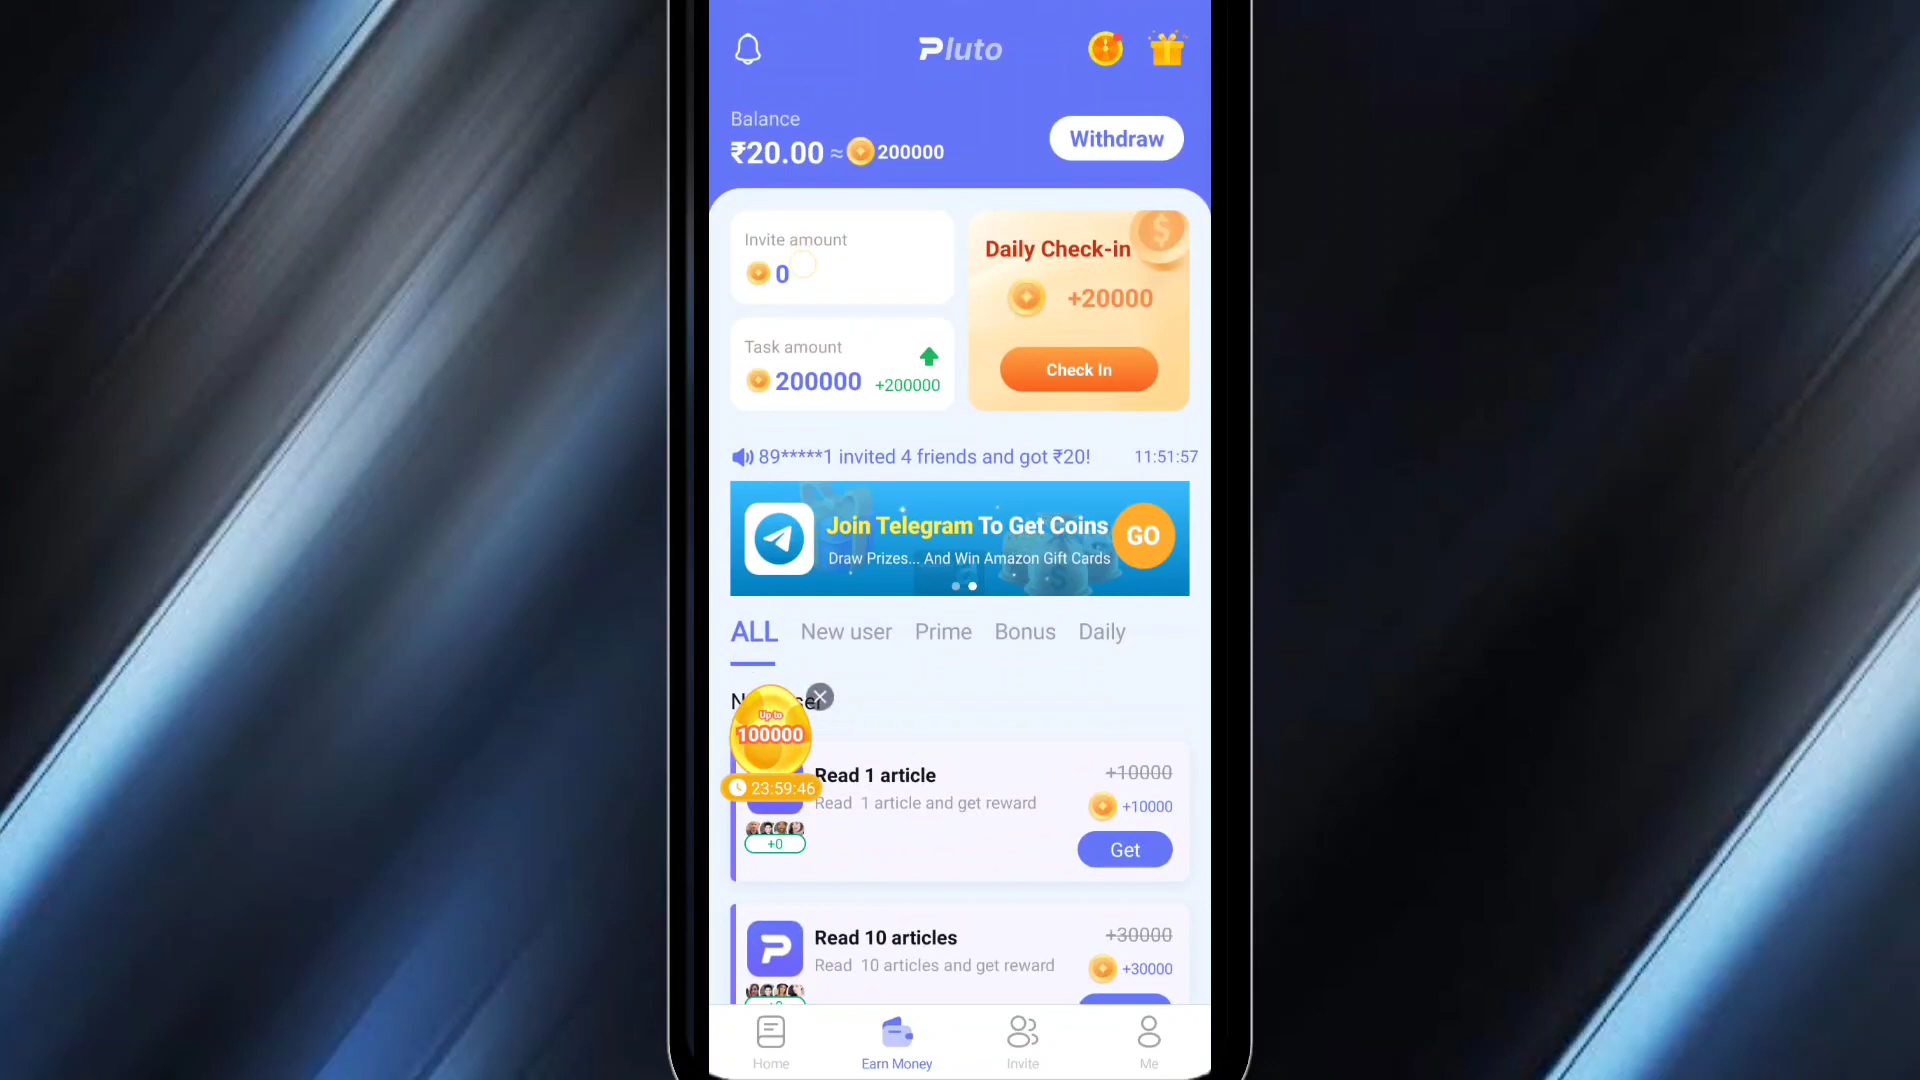 Pluto
Balance
₹20.00 ≈ 200000
Withdraw
Invite amount
0
Daily Check-in
+20000
Check In
Task amount
200000
+200000
89*****1 invited 4 friends and got ₹20!
11:51:57
Join Telegram To Get Coins
Draw Prizes... And Win Amazon Gift Cards
GO
ALL New user Prime Bonus Daily
Up to
100000
23:59:46
Read 1 article
+10000
Read 1 article and get reward
+10000
+0
Get
Read 10 articles
+30000
Read 10 articles and get reward
+30000
Home
Earn Money
Invite
Me